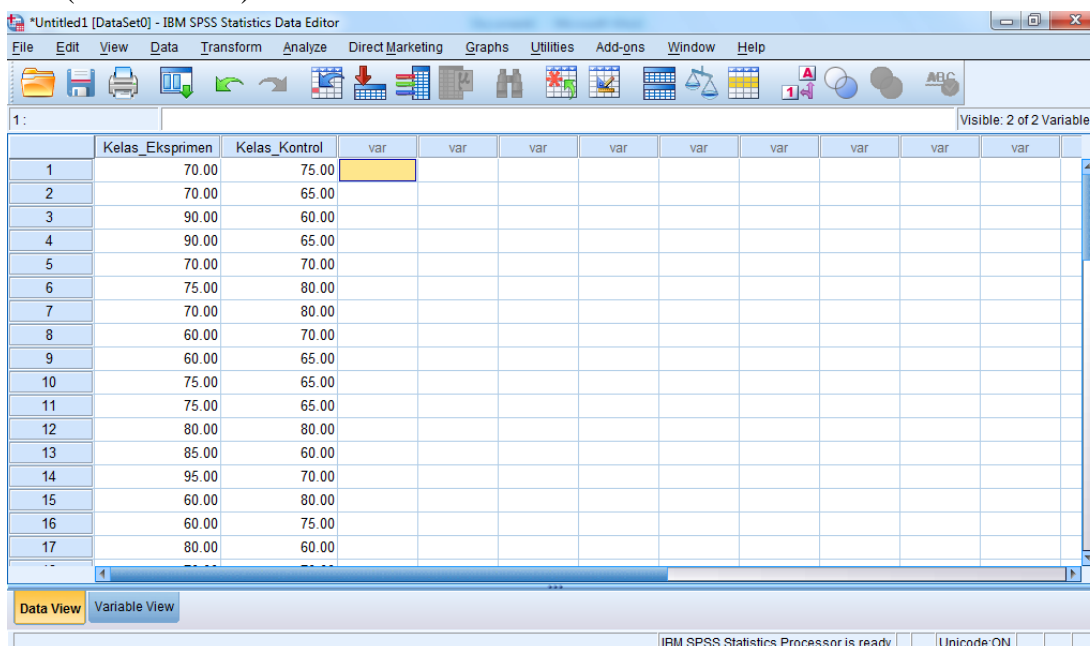 *Untitled1 [DataSet0] - IBM SPSS Statistics Data Editor
File Edit View Data Transform Analyze Direct Marketing Graphs Utilities Add-ons Window Help
1 :
Visible: 2 of 2 Variable
Kelas_Eksprimen Kelas_Kontrol var var var var var var var var var
1 70.00 75.00
2 70.00 65.00
3 90.00 60.00
4 90.00 65.00
5 70.00 70.00
6 75.00 80.00
7 70.00 80.00
8 60.00 70.00
9 60.00 65.00
10 75.00 65.00
11 75.00 65.00
12 80.00 80.00
13 85.00 60.00
14 95.00 70.00
15 60.00 80.00
16 60.00 75.00
17 80.00 60.00
Data View Variable View
IBM SPSS Statistics Processor is ready Unicode:ON